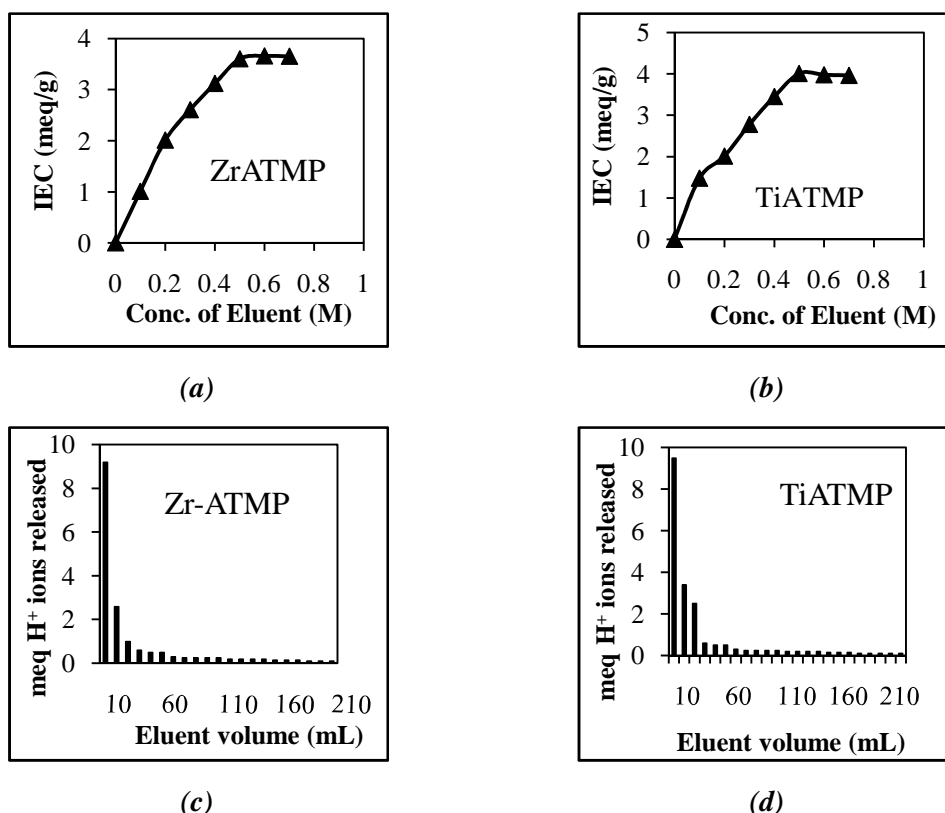 4
3
2
1
0
IEC (meq/g)
ZrATMP
0 0.2 0.4 0.6 0.8 1
Conc. of Eluent (M)
(a)
5
4
3
2
1
0
IEC (meq/g)
TiATMP
0 0.2 0.4 0.6 0.8 1
Conc. of Eluent (M)
(b)
10
8
6
4
2
0
meq H⁺ ions released
Zr-ATMP
10 60 110 160 210
Eluent volume (mL)
(c)
10
8
6
4
2
0
meq H⁺ ions released
TiATMP
10 60 110 160 210
Eluent volume (mL)
(d)